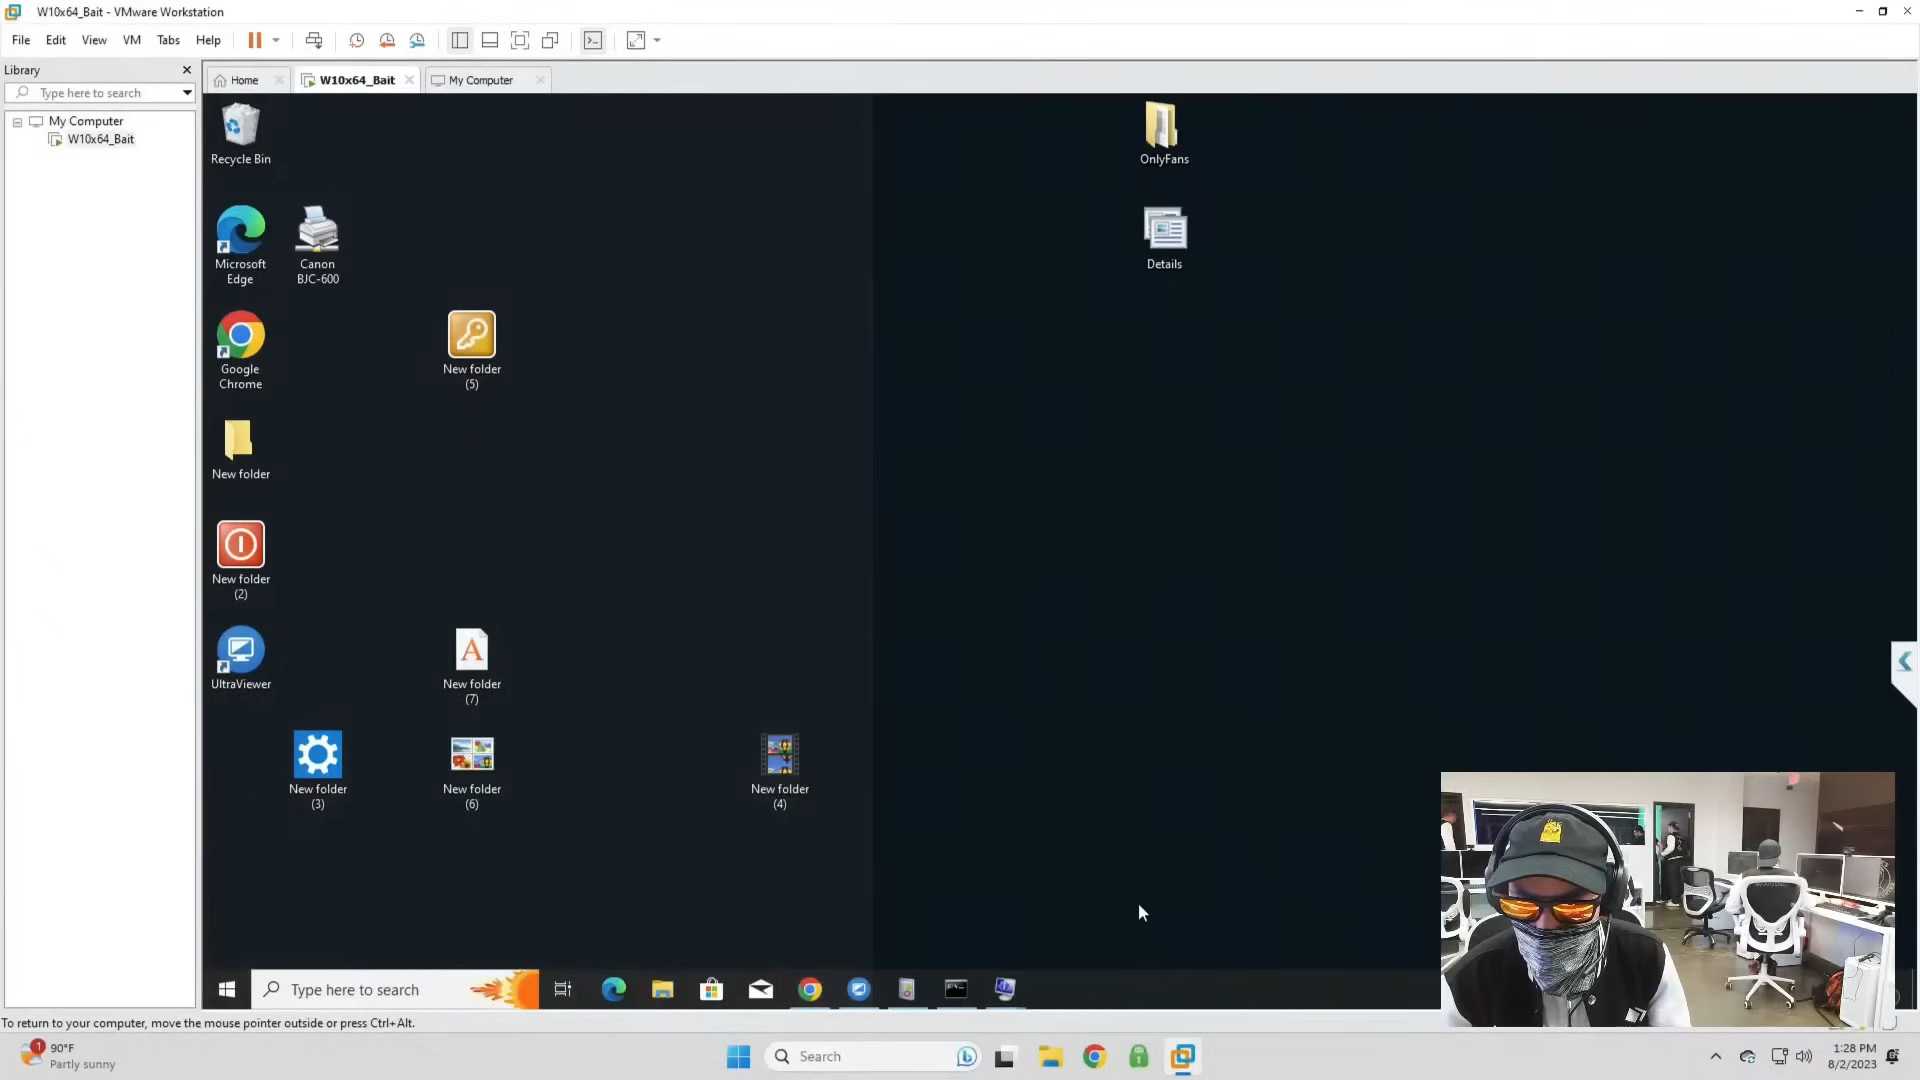 W10x64_Bait - VMware Workstation
File Edit View VM Tabs Help
Library
Type here to search
My Computer
W10x64_Bait
Home
W10x64_Bait
My Computer
Recycle Bin
OnlyFans
Microsoft
Edge
Canon
BJC-600
Details
Google
Chrome
New folder
(5)
New folder
New folder
(2)
UltraViewer
New folder
(7)
New folder
(3)
New folder
(6)
New folder
(4)
Type here to search
To return to your computer, move the mouse pointer outside or press Ctrl+Alt.
1
90°F
Partly sunny
Search
1:28 PM
8/2/2023